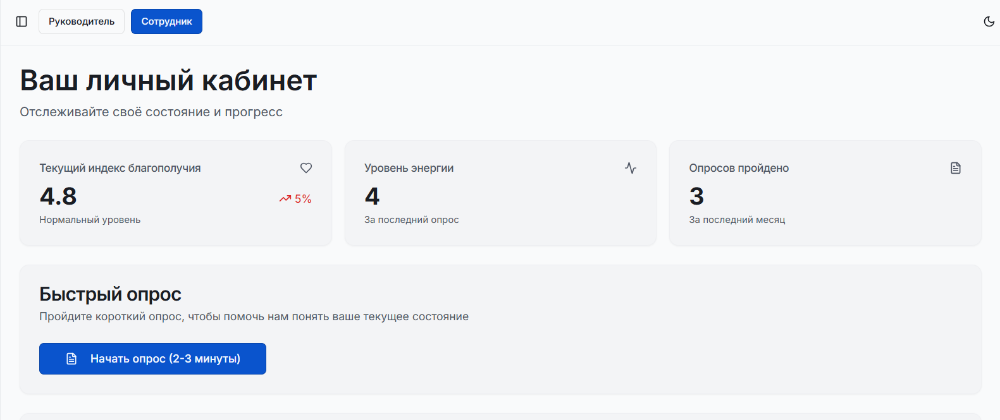 Руководитель
Сотрудник
Ваш личный кабинет
Отслеживайте своё состояние и прогресс
Текущий индекс благополучия
4.8
5%
Нормальный уровень
Уровень энергии
4
За последний опрос
Опросов пройдено
3
За последний месяц
Быстрый опрос
Пройдите короткий опрос, чтобы помочь нам понять ваше текущее состояние
Начать опрос (2-3 минуты)